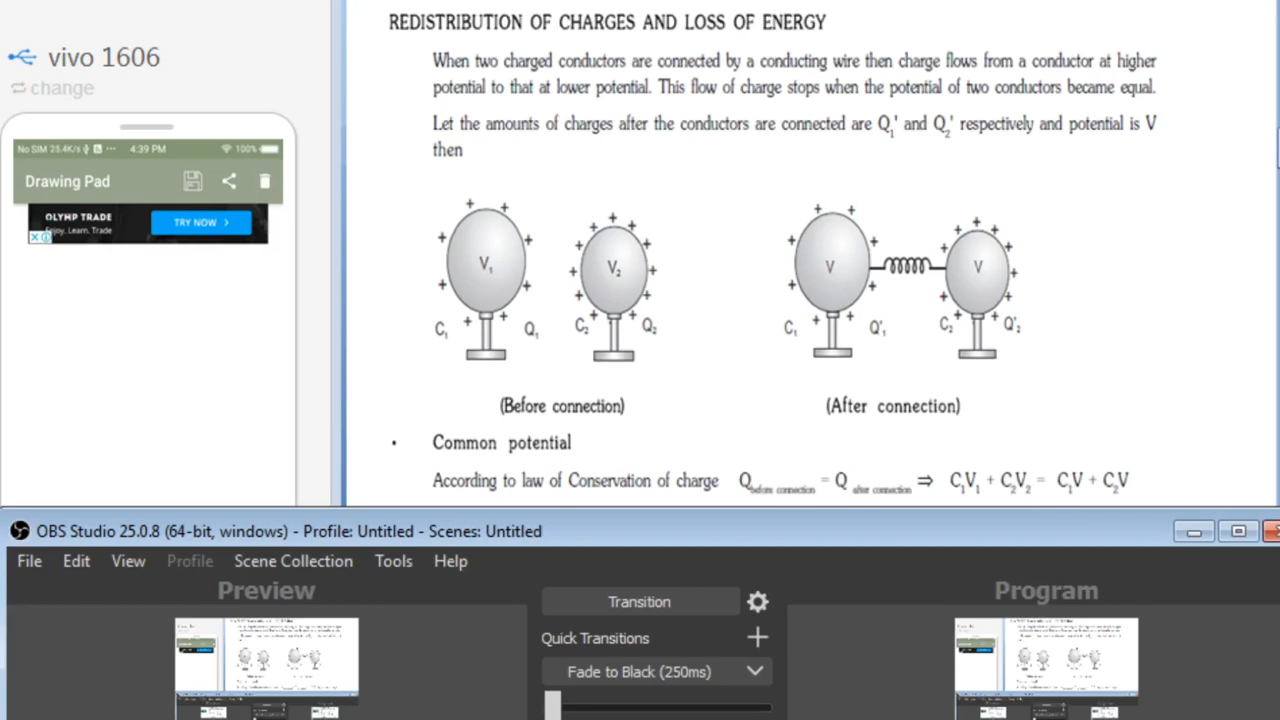 REDISTRIBUTION OF CHARGES AND LOSS OF ENERGY
vivo 1606
When two charged conductors are connected by a conducting wire then charge flows from a conductor at higher
change
potential to that at lower potential. This flow of charge stops when the potential of two conductors became equal.
Let the amounts of charges after the conductors are connected are Q₁' and Q₂' respectively and potential is V
then
No SIM 25.4K/s ··· 4:39 PM 100%
Drawing Pad
OLYMP TRADE
Enjoy. Learn. Trade
TRY NOW >
V₁ V₂ V V
C₁ Q₁ C₂ Q₂ C₁ Q'₁ C₂ Q'₂
(Before connection) (After connection)
• Common potential
According to law of Conservation of charge Q before connection = Q after connection ⇒ C₁V₁ + C₂V₂ = C₁V + C₂V
OBS Studio 25.0.8 (64-bit, windows) - Profile: Untitled - Scenes: Untitled
File Edit View Profile Scene Collection Tools Help
Preview Program
Transition
Quick Transitions
Fade to Black (250ms)